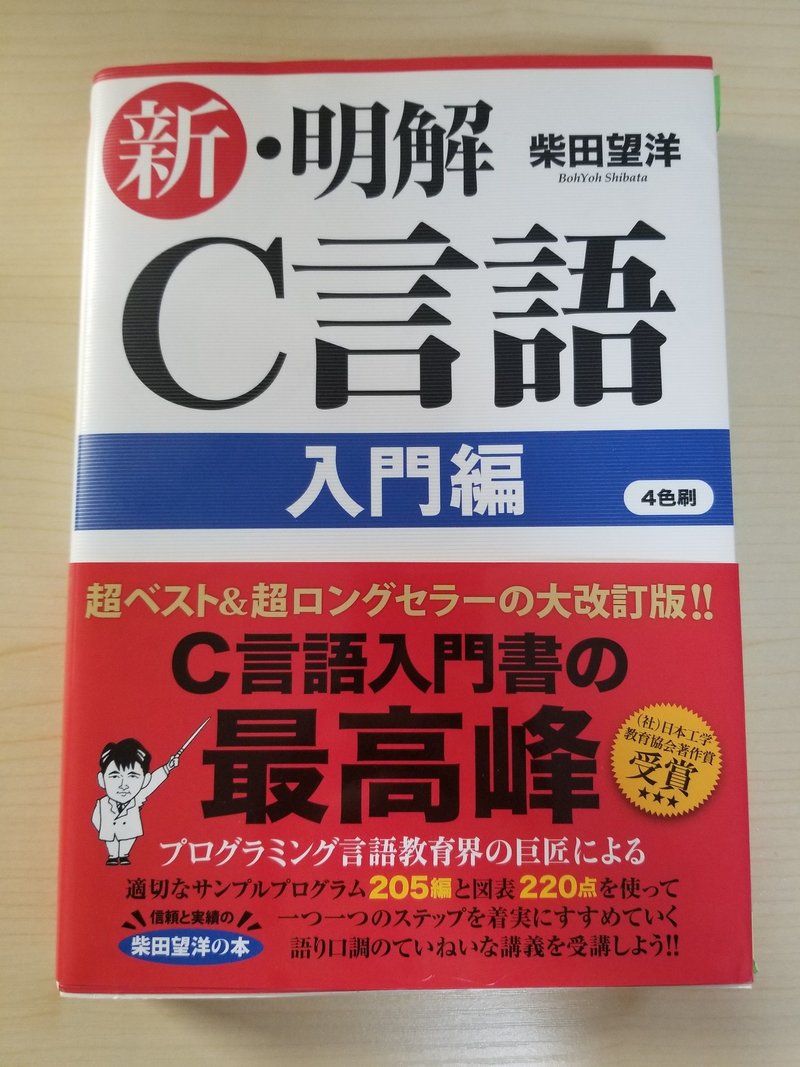 新・明解
柴田望洋
BohYoh Shibata
C言語
入門編
4色刷
超ベスト&超ロングセラーの大改訂版!!
C言語入門書の
最高峰
(社)日本工学
教育協会著作賞
受賞
★★★
プログラミング言語教育界の巨匠による
適切なサンプルプログラム205編と図表220点を使って
一つ一つのステップを着実にすすめていく
語り口調のていねいな講義を受講しよう!!
信頼と実績の
柴田望洋の本